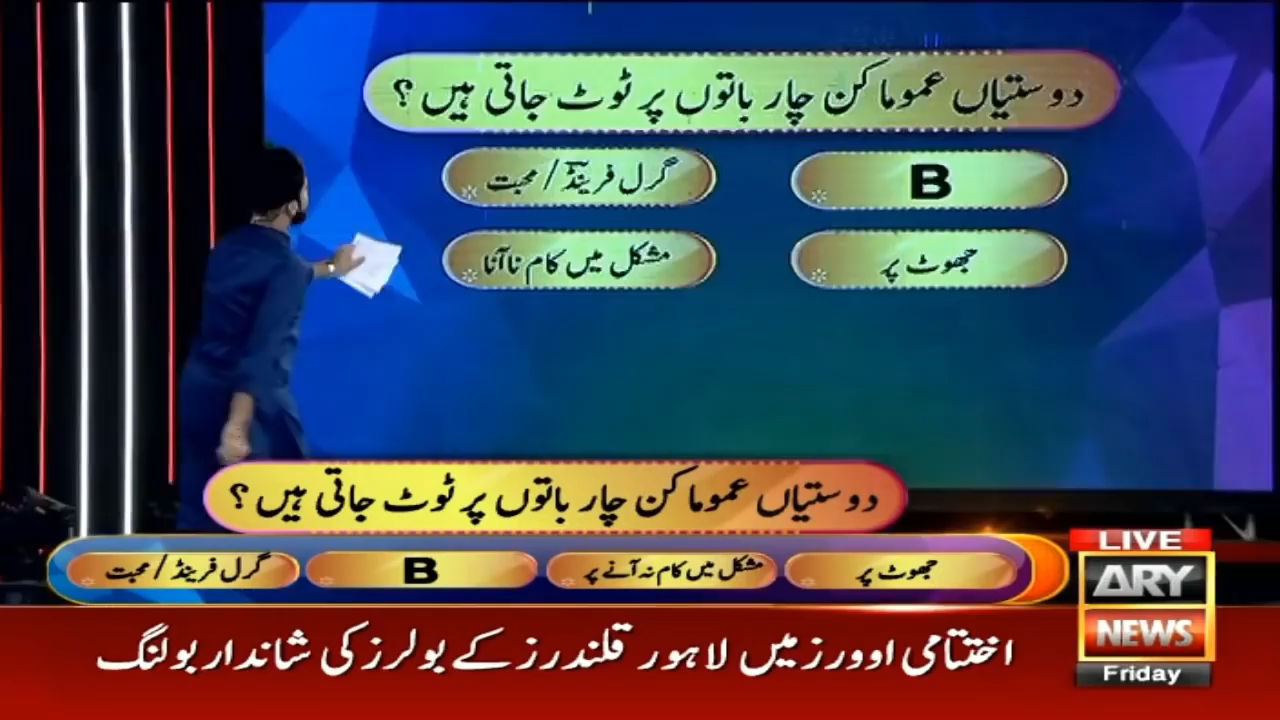 دوستیاں عموما کن چار باتوں پر ٹوٹ جاتی ہیں ؟
B
گرل فرینڈ / محبت
جھوٹ پر
مشکل میں کام نا آنا
دوستیاں عموما کن چار باتوں پر ٹوٹ جاتی ہیں ؟
جھوٹ پر
مشکل میں کام نہ آنے پر
B
گرل فرینڈ / محبت
LIVE
ARY
NEWS
Friday
اختتامی اوورز میں لاہور قلندرز کے بولرز کی شاندار بولنگ